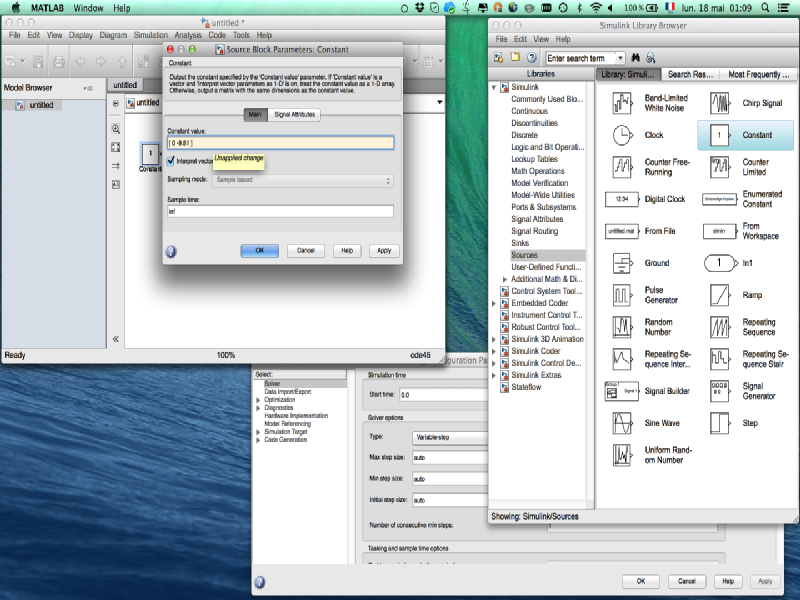 MATLAB Window Help
100 % lun. 18 mai 01:09
untitled *
File Edit View Display Diagram Simulation Analysis Code Tools Help
Model Browser
untitled
untitled
untitled
1
Constant
Ready
100%
ode45
Source Block Parameters: Constant
Constant
Output the constant specified by the 'Constant value' parameter. If 'Constant value' is a
vector and 'Interpret vector parameters as 1-D' is on, treat the constant value as a 1-D array.
Otherwise, output a matrix with the same dimensions as the constant value.
Main Signal Attributes
Constant value:
[ 0 -9.81 ]
Interpret vector
Unapplied change
Sampling mode: Sample based
Sample time:
inf
OK Cancel Help Apply
Simulink Library Browser
File Edit View Help
Enter search term
Libraries
Simulink
Commonly Used Blo...
Continuous
Discontinuities
Discrete
Logic and Bit Operati...
Lookup Tables
Math Operations
Model Verification
Model-Wide Utilities
Ports & Subsystems
Signal Attributes
Signal Routing
Sinks
Sources
User-Defined Functi...
Additional Math & Di...
Control System Tool...
Embedded Coder
Instrument Control T...
Robust Control Tool...
Simulink 3D Animation
Simulink Coder
Simulink Control De...
Simulink Extras
Stateflow
Library: Simuli... Search Res... Most Frequently ...
Band-Limited
White Noise
Chirp Signal
Clock
1
Constant
Counter Free-
Running
Counter
Limited
12:34
Digital Clock
Enumerated
Constant
untitled.mat
From File
simin
From
Workspace
Ground
1
In1
Pulse
Generator
Ramp
Random
Number
Repeating
Sequence
Repeating Se-
quence Inter...
Repeating Se-
quence Stair
Signal Builder
Signal
Generator
Sine Wave
Step
Uniform Rand-
om Number
Showing: Simulink/Sources
guration Pa
Select:
Solver
Data Import/Export
Optimization
Diagnostics
Hardware Implementation
Model Referencing
Simulation Target
Code Generation
Simulation time
Start time: 0.0
Solver options
Type: Variable-step
Max step size: auto
Min step size: auto
Initial step size: auto
Number of consecutive min steps:
Tasking and sample time options
OK Cancel Help Apply